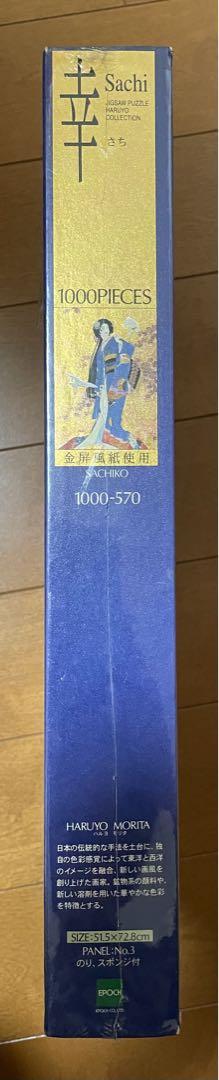 幸
さち
Sachi
JIGSAW PUZZLE
HARUYO
COLLECTION
1000PIECES
金屏風紙使用
SACHIKO
1000-570
HARUYO MORITA
ハルヨ モリタ
日本の伝統的な手法を土台に、独
自の色彩感覚によって東洋と西洋
のイメージを融合、新しい画風を
創り上げた画家。鉱物系の顔料や、
新しい溶剤を用いた華やかな色彩
を特徴とする。
SIZE:51.5×72.8cm
PANEL:No.3
のり、スポンジ付
EPOCH
EPOCH CO.,LTD.